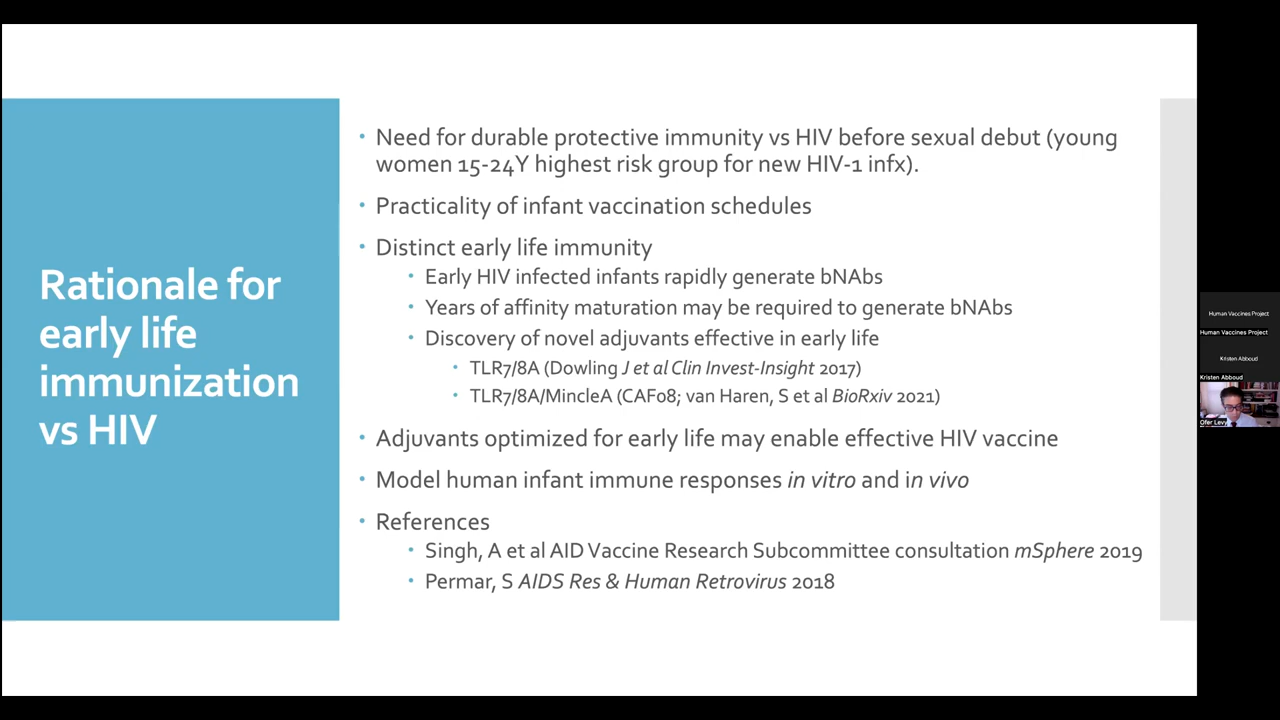 Rationale for
early life
immunization
vs HIV
• Need for durable protective immunity vs HIV before sexual debut (young
women 15-24Y highest risk group for new HIV-1 infx).
• Practicality of infant vaccination schedules
• Distinct early life immunity
• Early HIV infected infants rapidly generate bNAbs
• Years of affinity maturation may be required to generate bNAbs
• Discovery of novel adjuvants effective in early life
• TLR7/8A (Dowling J et al Clin Invest-Insight 2017)
• TLR7/8A/MincleA (CAF08; van Haren, S et al BioRxiv 2021)
• Adjuvants optimized for early life may enable effective HIV vaccine
• Model human infant immune responses in vitro and in vivo
• References
• Singh, A et al AID Vaccine Research Subcommittee consultation mSphere 2019
• Permar, S AIDS Res & Human Retrovirus 2018
Human Vaccines Project
Human Vaccines Project
Kristen Abboud
Kristen Abboud
Ofer Levy